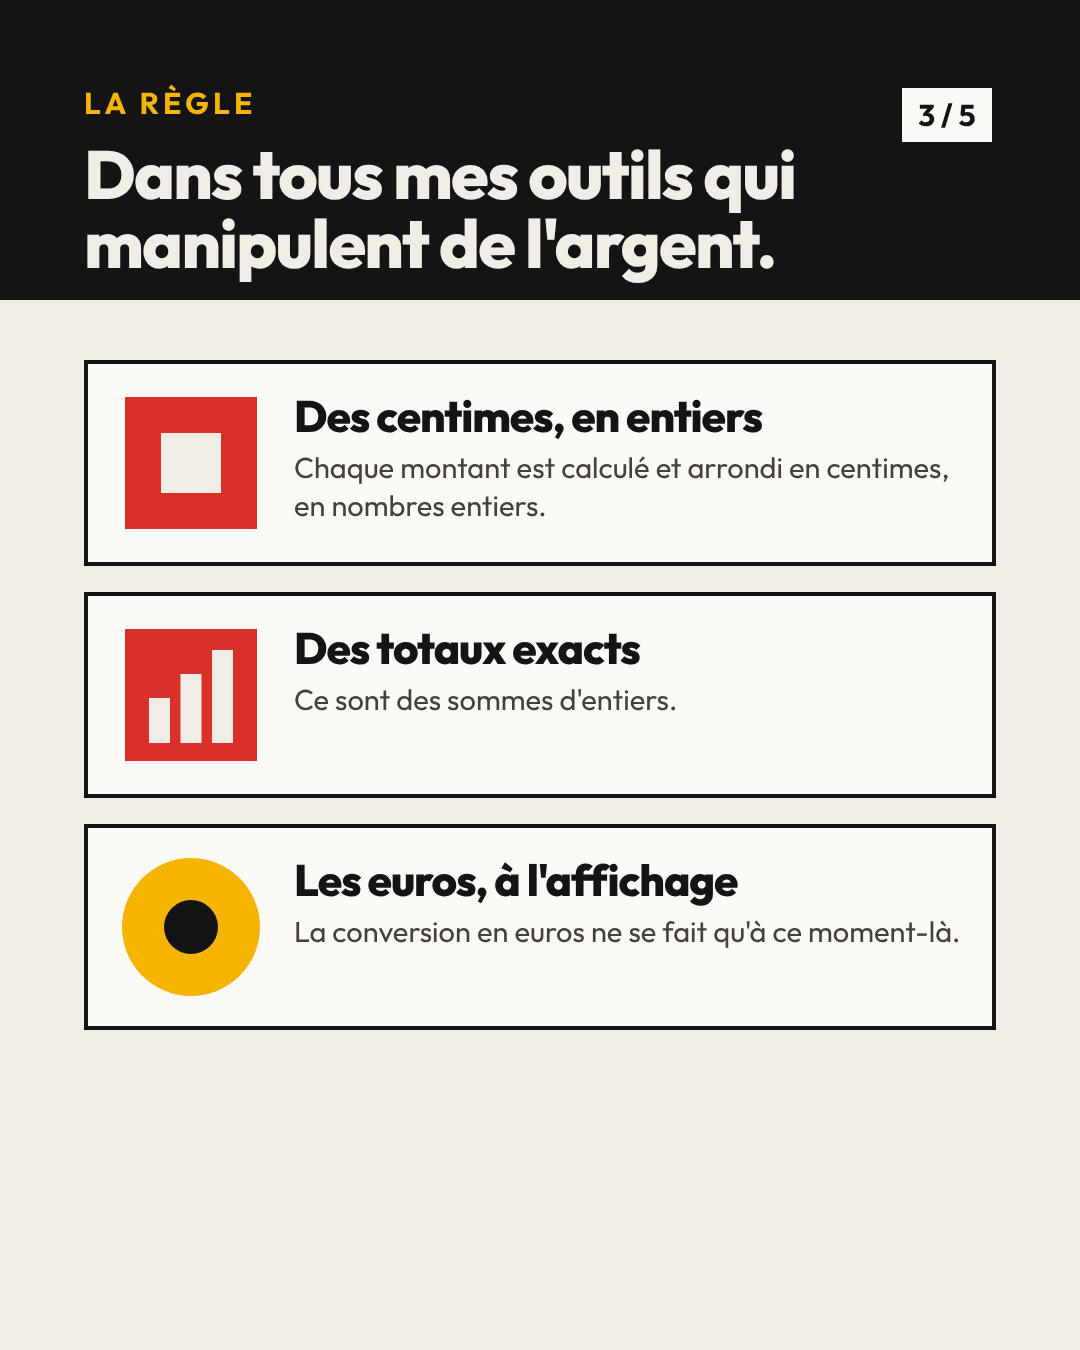 LA RÈGLE
3 / 5
Dans tous mes outils qui
manipulent de l'argent.
Des centimes, en entiers
Chaque montant est calculé et arrondi en centimes,
en nombres entiers.
Des totaux exacts
Ce sont des sommes d'entiers.
Les euros, à l'affichage
La conversion en euros ne se fait qu'à ce moment-là.